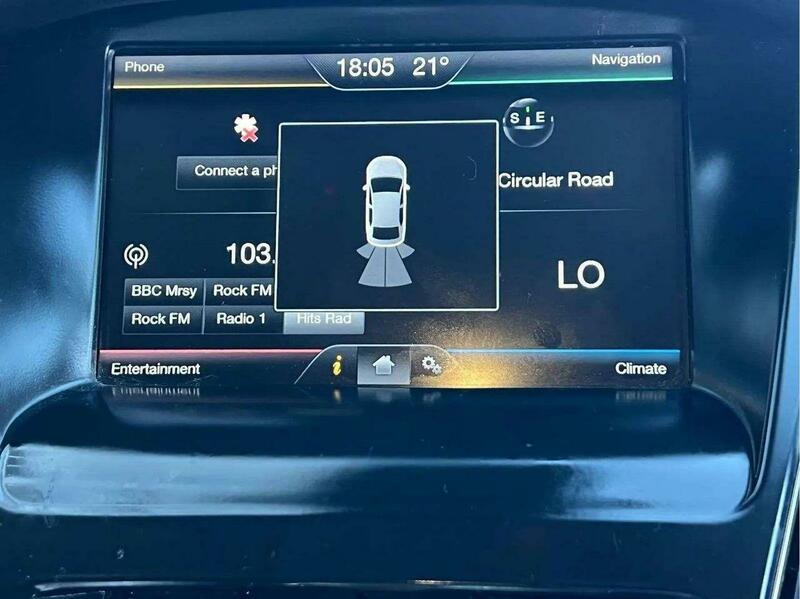 Phone
18:05 21°
Navigation
S E
Connect a ph
Circular Road
103.
LO
BBC Mrsy
Rock FM
Rock FM
Radio 1
Hits Rad
i
Entertainment
Climate